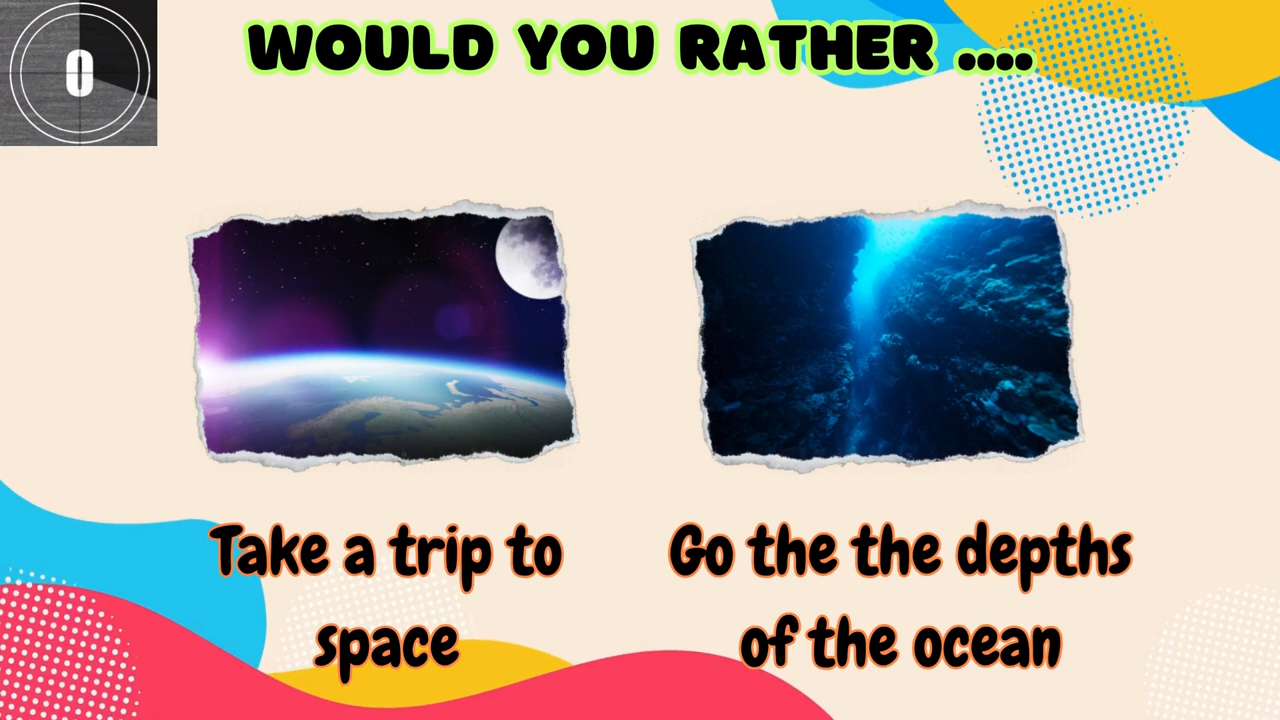 0
WOULD YOU RATHER ....
Take a trip to
space
Go the the depths
of the ocean